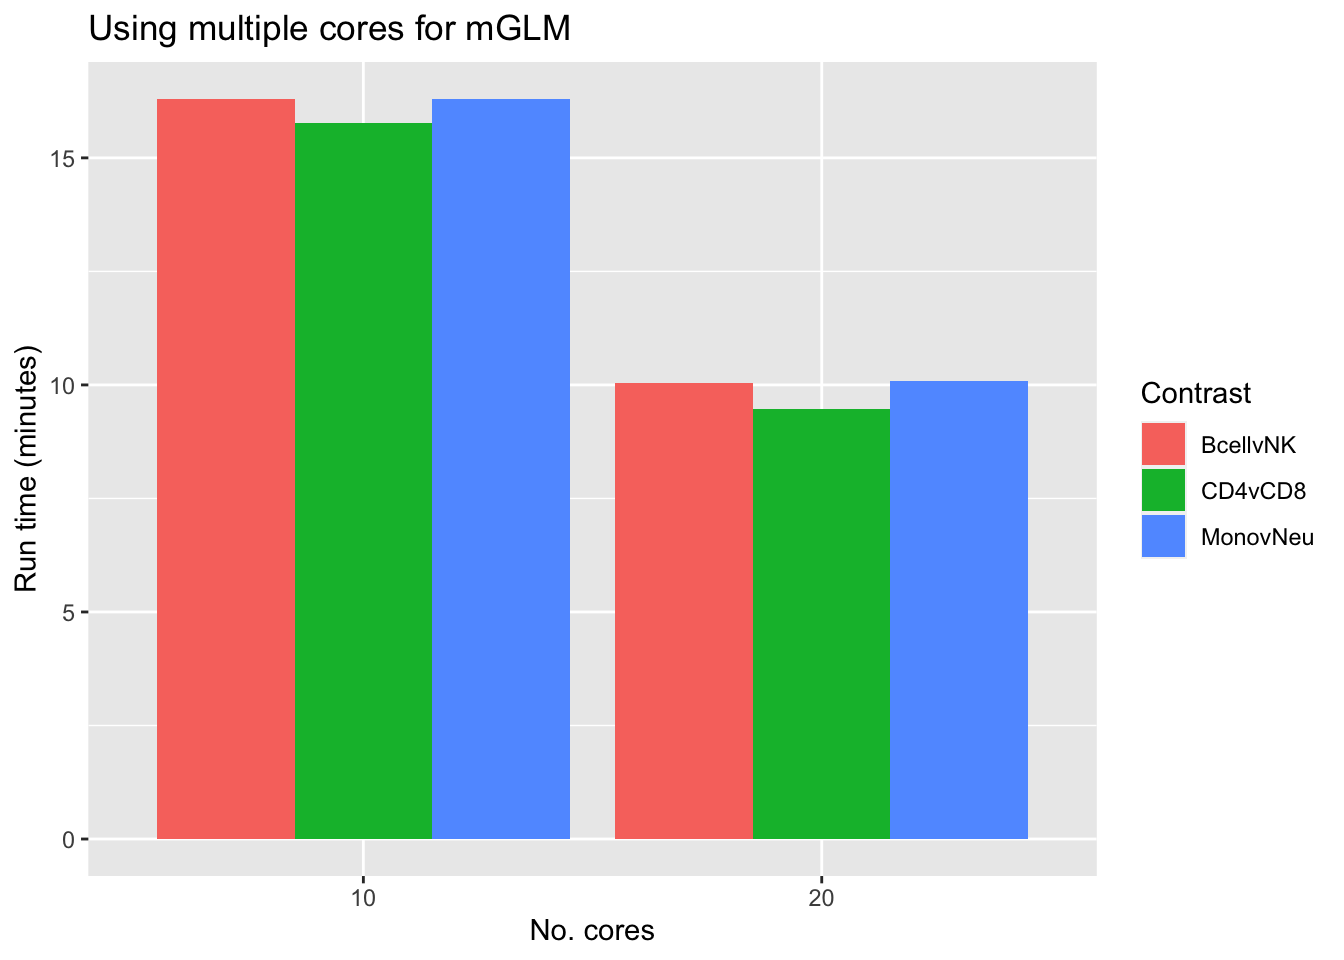 Using multiple cores for mGLM
Run time (minutes)
15
10
5
0
10
20
No. cores
Contrast
BcellvNK
CD4vCD8
MonovNeu